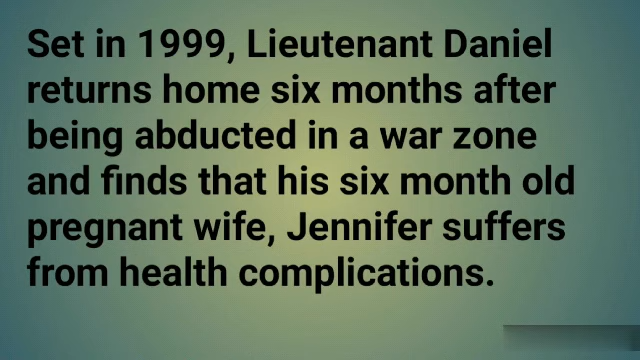 Set in 1999, Lieutenant Daniel
returns home six months after
being abducted in a war zone
and finds that his six month old
pregnant wife, Jennifer suffers
from health complications.